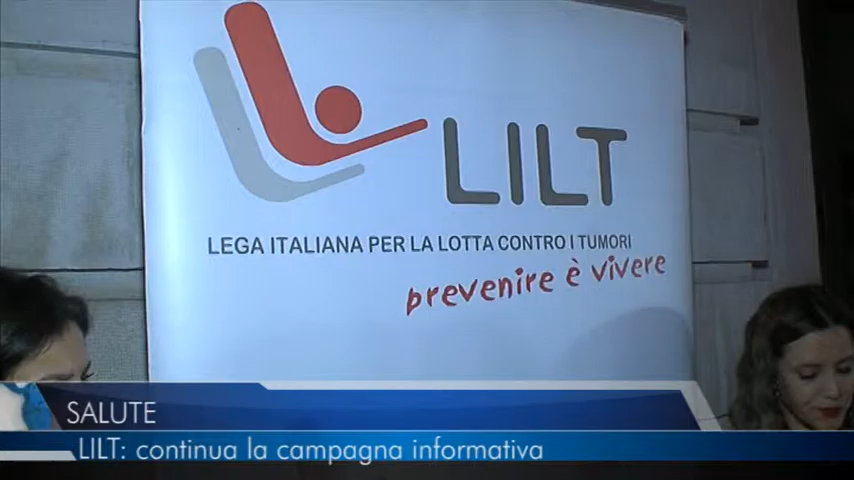 LILT
LEGA ITALIANA PER LA LOTTA CONTRO I TUMORI
prevenire è vivere
SALUTE
LILT: continua la campagna informativa